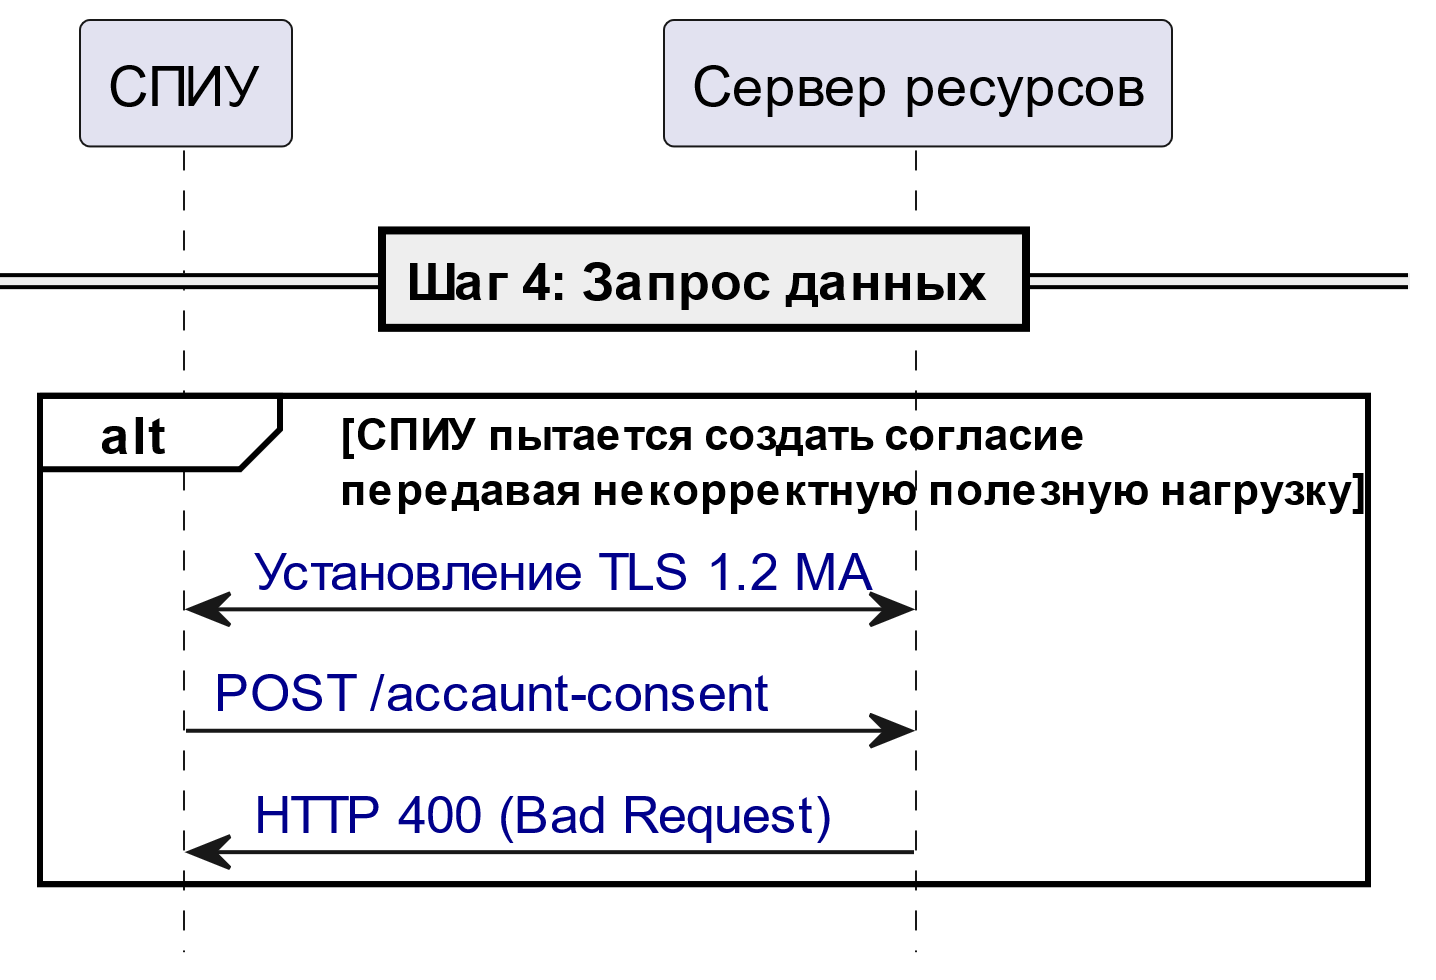 СПИУ
Сервер ресурсов
Шаг 4: Запрос данных
alt
[СПИУ пытается создать согласие
передавая некорректную полезную нагрузку]
Установление TLS 1.2 MA
POST /accaunt-consent
HTTP 400 (Bad Request)